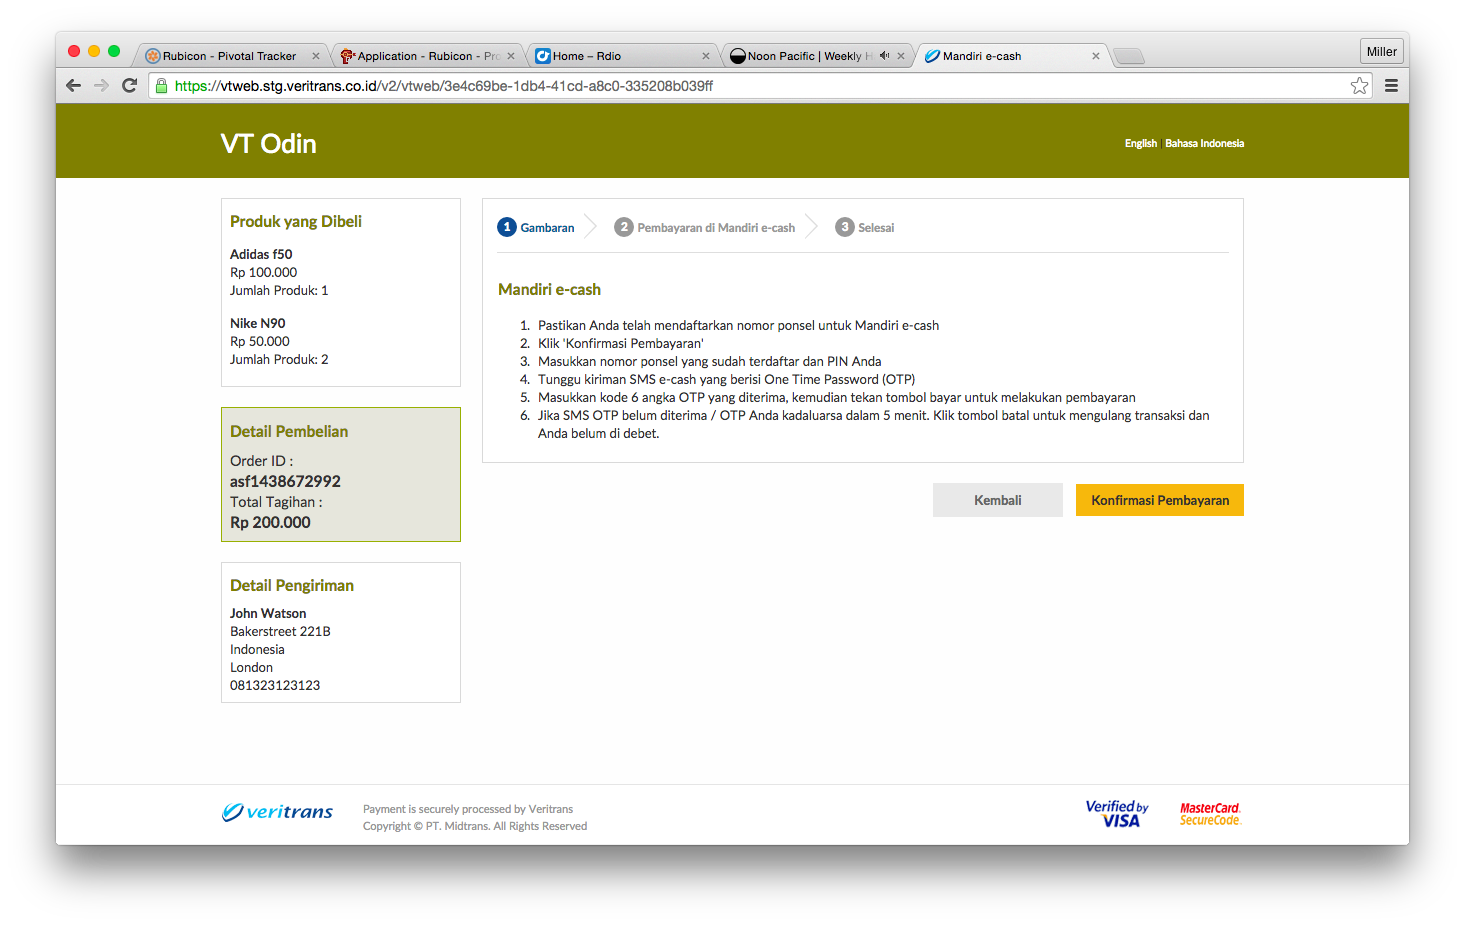 Rubicon - Pivotal Tracker
Application - Rubicon - Pro
Home – Rdio
Noon Pacific | Weekly H
Mandiri e-cash
Miller
https://vtweb.stg.veritrans.co.id/v2/vtweb/3e4c69be-1db4-41cd-a8c0-335208b039ff
VT Odin
English | Bahasa Indonesia
Produk yang Dibeli
Adidas f50
Rp 100.000
Jumlah Produk: 1
Nike N90
Rp 50.000
Jumlah Produk: 2
Detail Pembelian
Order ID :
asf1438672992
Total Tagihan :
Rp 200.000
Detail Pengiriman
John Watson
Bakerstreet 221B
Indonesia
London
081323123123
1 Gambaran
2 Pembayaran di Mandiri e-cash
3 Selesai
Mandiri e-cash
1. Pastikan Anda telah mendaftarkan nomor ponsel untuk Mandiri e-cash
2. Klik 'Konfirmasi Pembayaran'
3. Masukkan nomor ponsel yang sudah terdaftar dan PIN Anda
4. Tunggu kiriman SMS e-cash yang berisi One Time Password (OTP)
5. Masukkan kode 6 angka OTP yang diterima, kemudian tekan tombol bayar untuk melakukan pembayaran
6. Jika SMS OTP belum diterima / OTP Anda kadaluarsa dalam 5 menit. Klik tombol batal untuk mengulang transaksi dan
Anda belum di debet.
Kembali
Konfirmasi Pembayaran
veritrans
Payment is securely processed by Veritrans
Copyright © PT. Midtrans. All Rights Reserved
Verified by
VISA
MasterCard.
SecureCode.